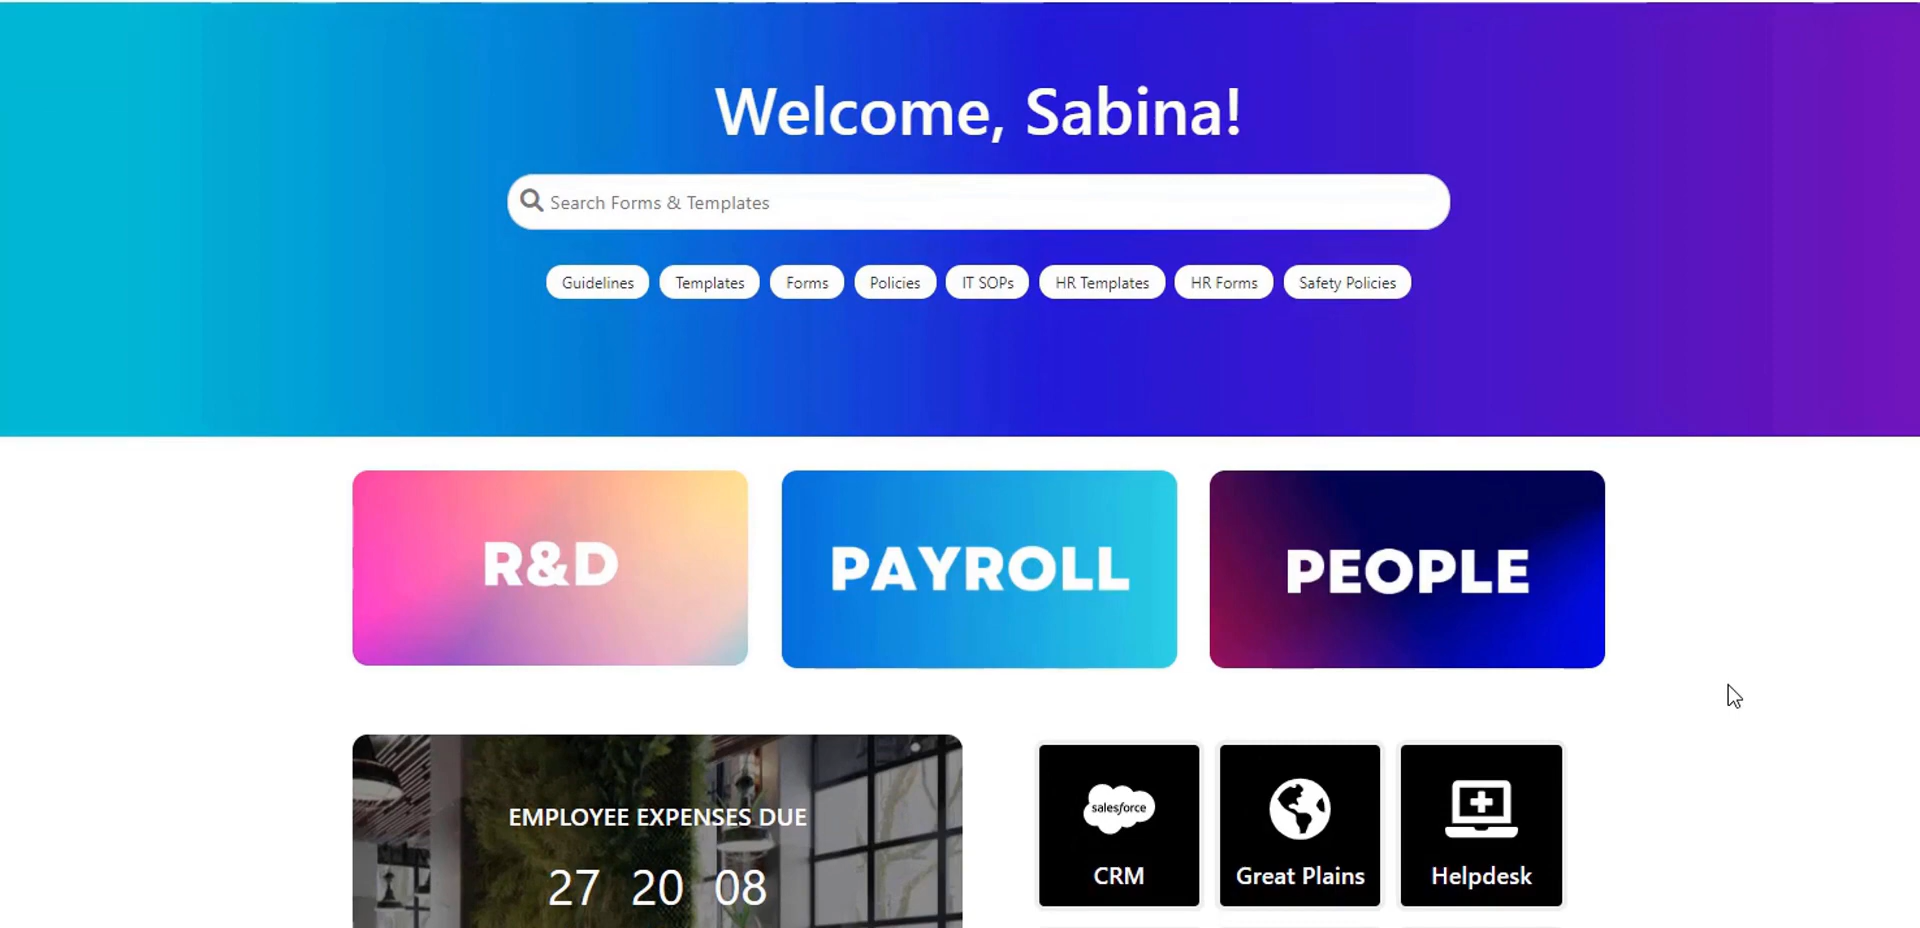 Welcome, Sabina!
Search Forms & Templates
Guidelines Templates Forms Policies IT SOPs HR Templates HR Forms Safety Policies
R&D PAYROLL PEOPLE
EMPLOYEE EXPENSES DUE
27 20 08
salesforce
CRM Great Plains Helpdesk